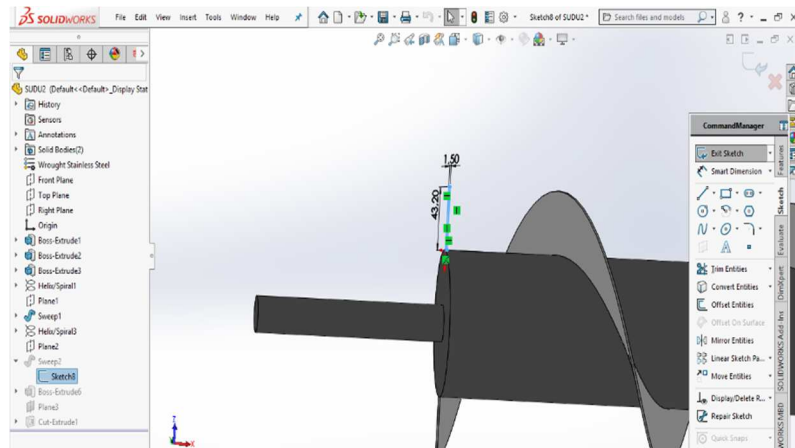 SOLIDWORKS File Edit View Insert Tools Window Help Sketch8 of SUDU2 * Search files and models ?
SUDU2 (Default<<Default>_Display Stat
History
Sensors
Annotations
Solid Bodies(2)
Wrought Stainless Steel
Front Plane
Top Plane
Right Plane
Origin
Boss-Extrude1
Boss-Extrude2
Boss-Extrude3
Helix/Spiral1
Plane1
Sweep1
Helix/Spiral3
Plane2
Sweep2
Sketch8
Boss-Extrude6
Plane3
Cut-Extrude1
1.50
43.20
Z
X
CommandManager
Exit Sketch
Smart Dimension
Trim Entities
Convert Entities
Offset Entities
Offset On Surface
Mirror Entities
Linear Sketch Pa...
Move Entities
Display/Delete R...
Repair Sketch
Quick Snaps
Features
Sketch
Evaluate
DimXpert
SOLIDWORKS Add-Ins
SOLIDWORKS MBD